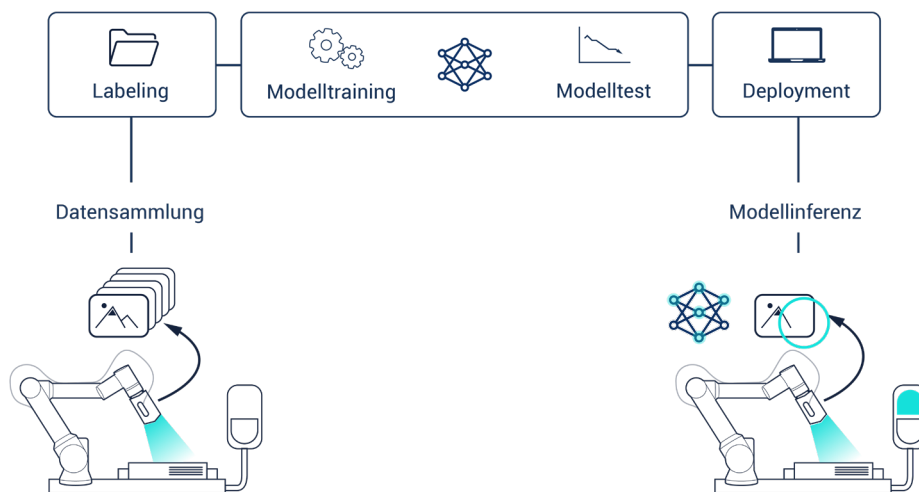 Labeling
Modelltraining
Modelltest
Deployment
Datensammlung
Modellinferenz